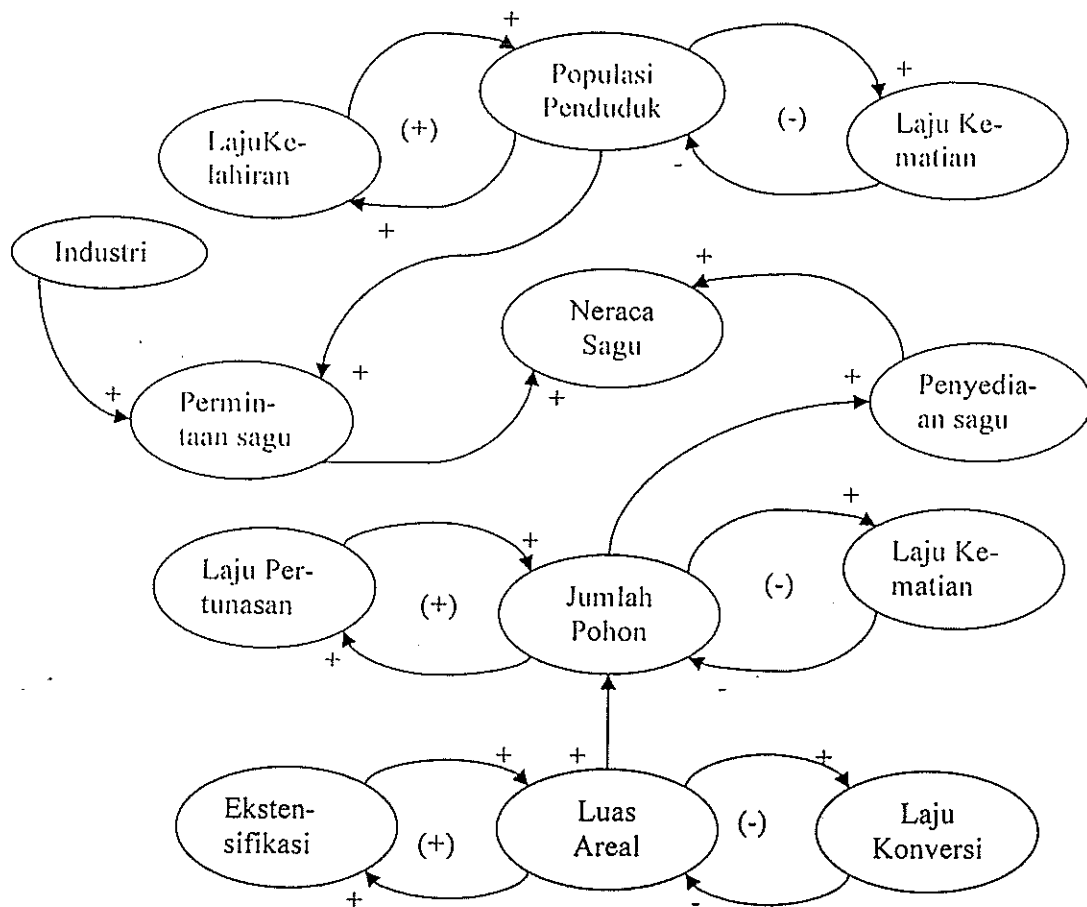 +
+
Populasi
Penduduk
+
(+)
(-)
LajuKe-
lahiran
Laju Ke-
matian
-
+
Industri
+
Neraca
Sagu
+
+
+
+
Permin-
taan sagu
Penyedia-
an sagu
+
+
Laju Per-
tunasan
(+)
Jumlah
Pohon
(-)
Laju Ke-
matian
+
-
+
+
+
Eksten-
sifikasi
(+)
Luas
Areal
(-)
Laju
Konversi
+
-